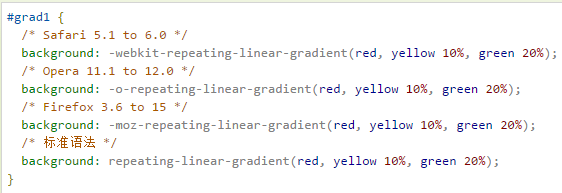 #grad1 {
/* Safari 5.1 to 6.0 */
background: -webkit-repeating-linear-gradient(red, yellow 10%, green 20%);
/* Opera 11.1 to 12.0 */
background: -o-repeating-linear-gradient(red, yellow 10%, green 20%);
/* Firefox 3.6 to 15 */
background: -moz-repeating-linear-gradient(red, yellow 10%, green 20%);
/* 标准语法 */
background: repeating-linear-gradient(red, yellow 10%, green 20%);
}